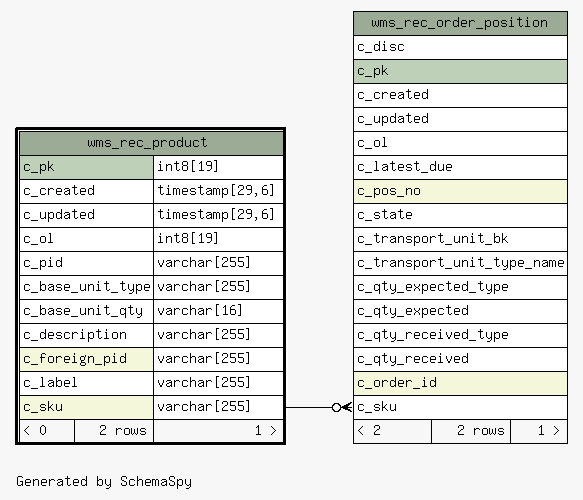 wms_rec_order_position
c_disc
c_pk
c_created
c_updated
c_ol
c_latest_due
c_pos_no
c_state
c_transport_unit_bk
c_transport_unit_type_name
c_qty_expected_type
c_qty_expected
c_qty_received_type
c_qty_received
c_order_id
c_sku
< 2 2 rows 1 >
wms_rec_product
c_pk int8[19]
c_created timestamp[29,6]
c_updated timestamp[29,6]
c_ol int8[19]
c_pid varchar[255]
c_base_unit_type varchar[255]
c_base_unit_qty varchar[16]
c_description varchar[255]
c_foreign_pid varchar[255]
c_label varchar[255]
c_sku varchar[255]
< 0 2 rows 1 >
Generated by SchemaSpy